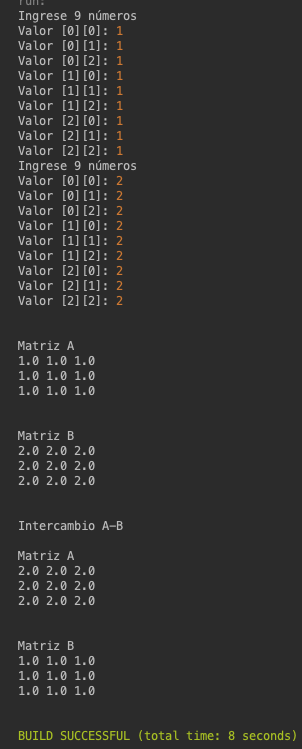 run:
Ingrese 9 números
Valor [0][0]: 1
Valor [0][1]: 1
Valor [0][2]: 1
Valor [1][0]: 1
Valor [1][1]: 1
Valor [1][2]: 1
Valor [2][0]: 1
Valor [2][1]: 1
Valor [2][2]: 1
Ingrese 9 números
Valor [0][0]: 2
Valor [0][1]: 2
Valor [0][2]: 2
Valor [1][0]: 2
Valor [1][1]: 2
Valor [1][2]: 2
Valor [2][0]: 2
Valor [2][1]: 2
Valor [2][2]: 2
Matriz A
1.0 1.0 1.0
1.0 1.0 1.0
1.0 1.0 1.0
Matriz B
2.0 2.0 2.0
2.0 2.0 2.0
2.0 2.0 2.0
Intercambio A-B
Matriz A
2.0 2.0 2.0
2.0 2.0 2.0
2.0 2.0 2.0
Matriz B
1.0 1.0 1.0
1.0 1.0 1.0
1.0 1.0 1.0
BUILD SUCCESSFUL (total time: 8 seconds)